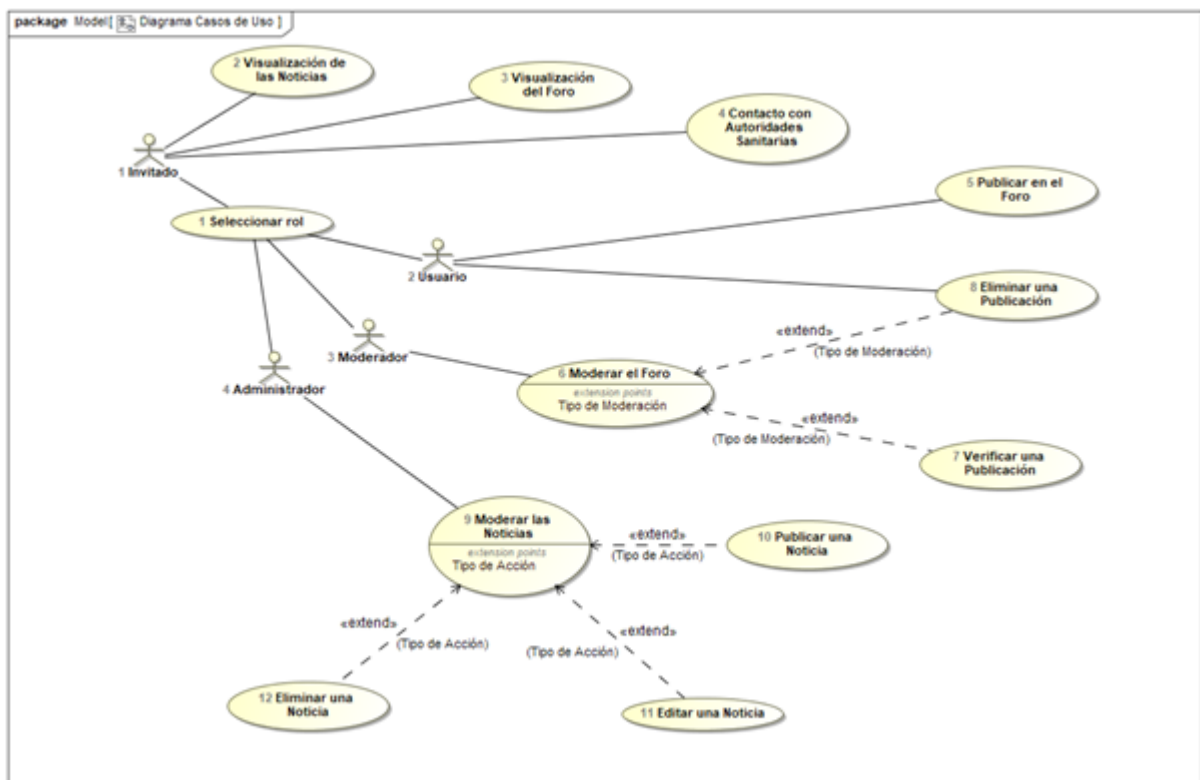 package Model[ Diagrama Casos de Uso ]
2 Visualización de
las Noticias
3 Visualización
del Foro
4 Contacto con
Autoridades
Sanitarias
1 Invitado
5 Publicar en el
Foro
1 Seleccionar rol
2 Usuario
8 Eliminar una
Publicación
«extend»
(Tipo de Moderación)
3 Moderador
4 Administrador
6 Moderar el Foro
extension points
Tipo de Moderación
«extend»
(Tipo de Moderación)
7 Verificar una
Publicación
9 Moderar las
Noticias
extension points
Tipo de Acción
«extend»
(Tipo de Acción)
10 Publicar una
Noticia
«extend»
(Tipo de Acción)
«extend»
(Tipo de Acción)
12 Eliminar una
Noticia
11 Editar una Noticia